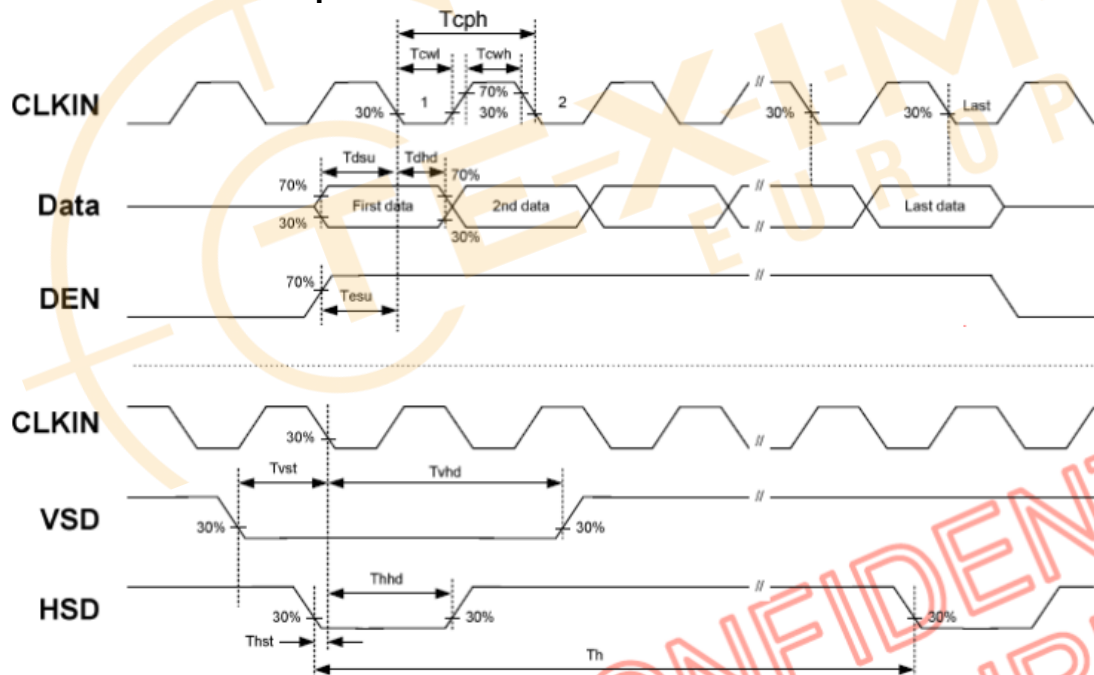 Tcph
Tcwl Tcwh
CLKIN 30% 1 70% 30% 2 // 30% 30% Last
Tdsu Tdhd
70% 70%
Data First data 2nd data // Last data
30% 30% //
DEN 70% Tesu //
CLKIN 30% //
Tvst Tvhd
VSD 30% 30% //
Thhd
HSD 30% 30% // 30%
Thst
Th
TEXIM
EUROP